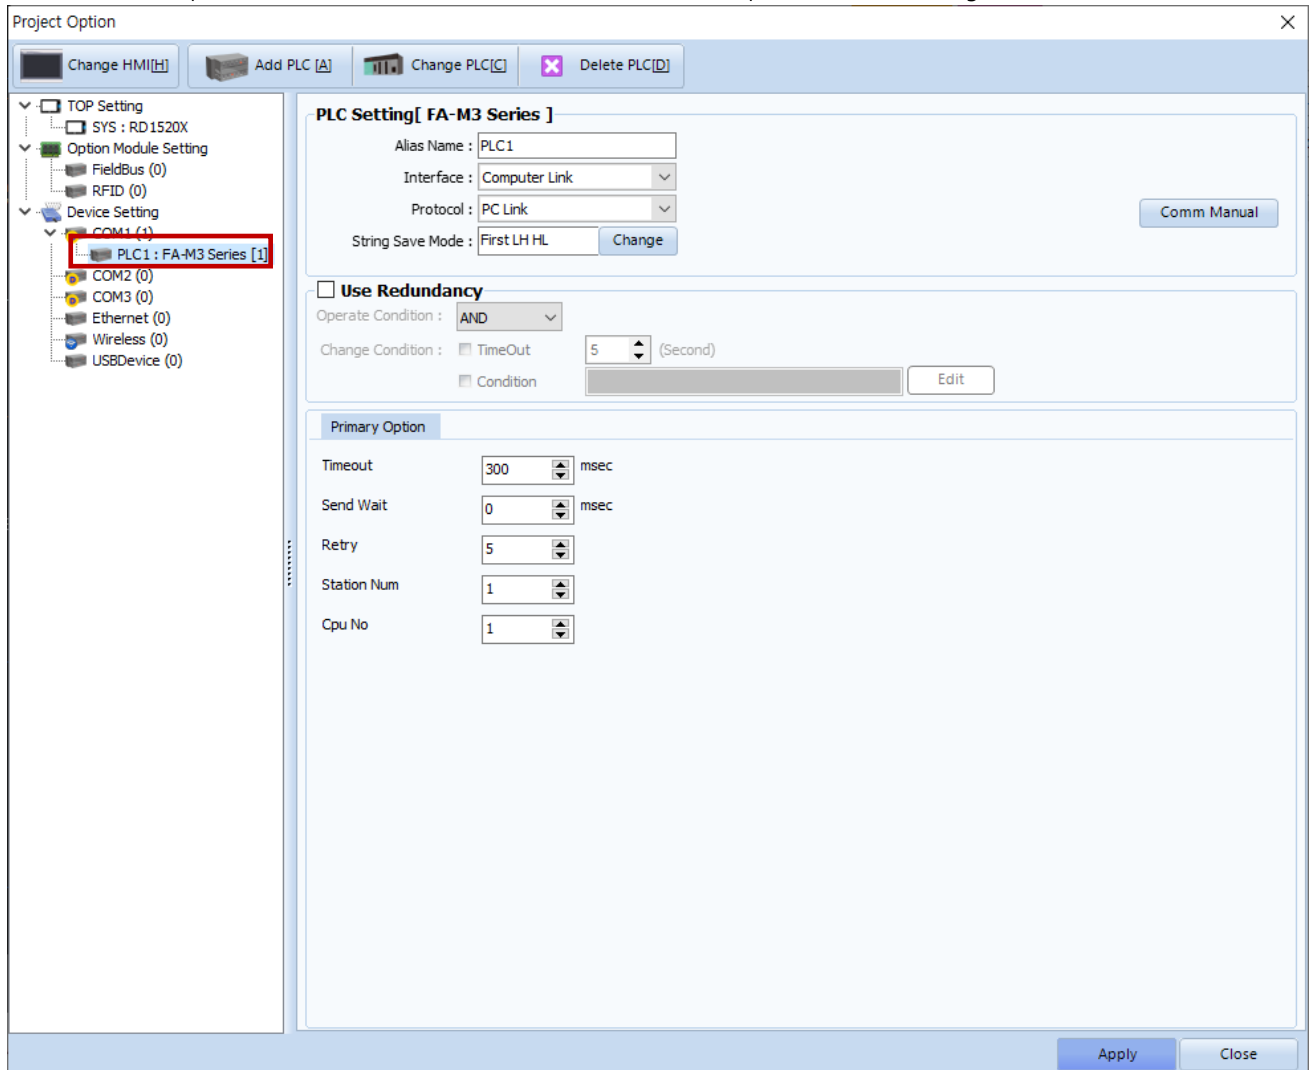 Project Option
Change HMI[H]
Add PLC [A]
Change PLC[C]
Delete PLC[D]
TOP Setting
SYS : RD1520X
Option Module Setting
FieldBus (0)
RFID (0)
Device Setting
COM1 (1)
PLC1 : FA-M3 Series [1]
COM2 (0)
COM3 (0)
Ethernet (0)
Wireless (0)
USBDevice (0)
PLC Setting[ FA-M3 Series ]
Alias Name : PLC1
Interface : Computer Link
Protocol : PC Link
Comm Manual
String Save Mode : First LH HL Change
Use Redundancy
Operate Condition : AND
Change Condition : TimeOut 5 (Second)
Condition Edit
Primary Option
Timeout 300 msec
Send Wait 0 msec
Retry 5
Station Num 1
Cpu No 1
Apply
Close